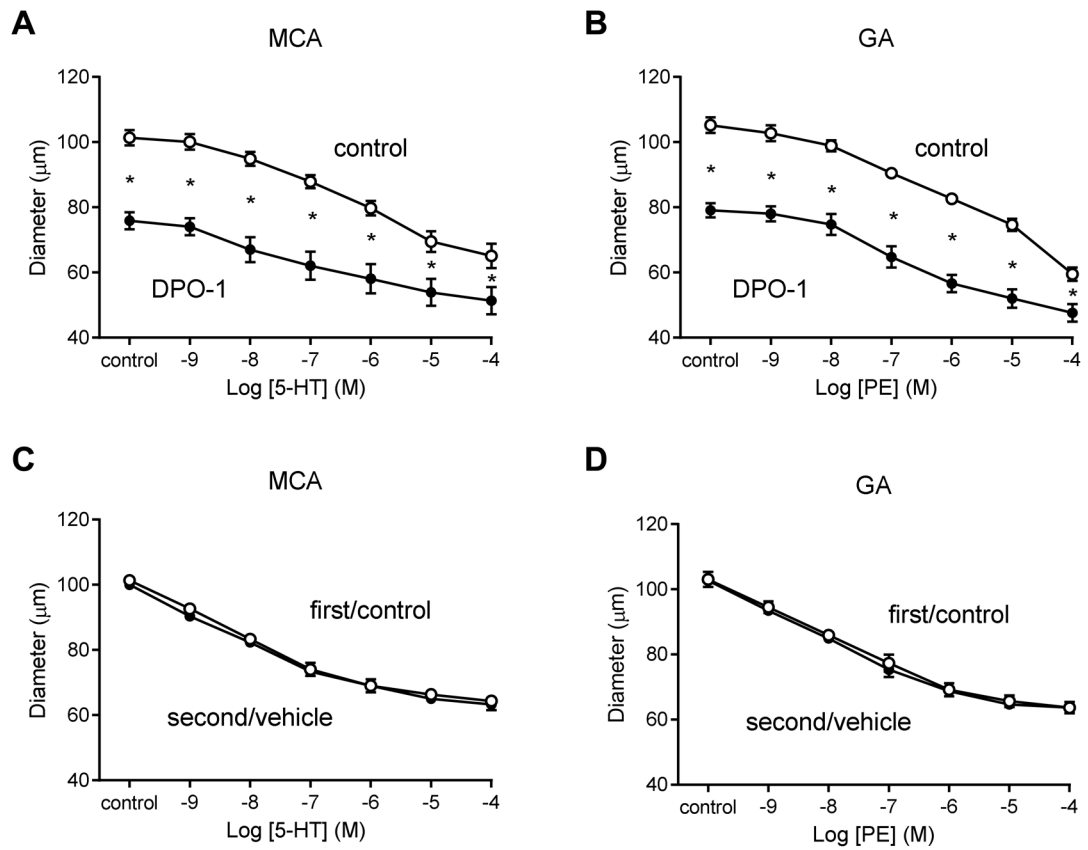 A
MCA
120
100
80
60
40
Diameter (μm)
control
DPO-1
* * * * * * *
control -9 -8 -7 -6 -5 -4
Log [5-HT] (M)
B
GA
120
100
80
60
40
Diameter (μm)
control
DPO-1
* * * * * * *
control -9 -8 -7 -6 -5 -4
Log [PE] (M)
C
MCA
120
100
80
60
40
Diameter (μm)
first/control
second/vehicle
control -9 -8 -7 -6 -5 -4
Log [5-HT] (M)
D
GA
120
100
80
60
40
Diameter (μm)
first/control
second/vehicle
control -9 -8 -7 -6 -5 -4
Log [PE] (M)